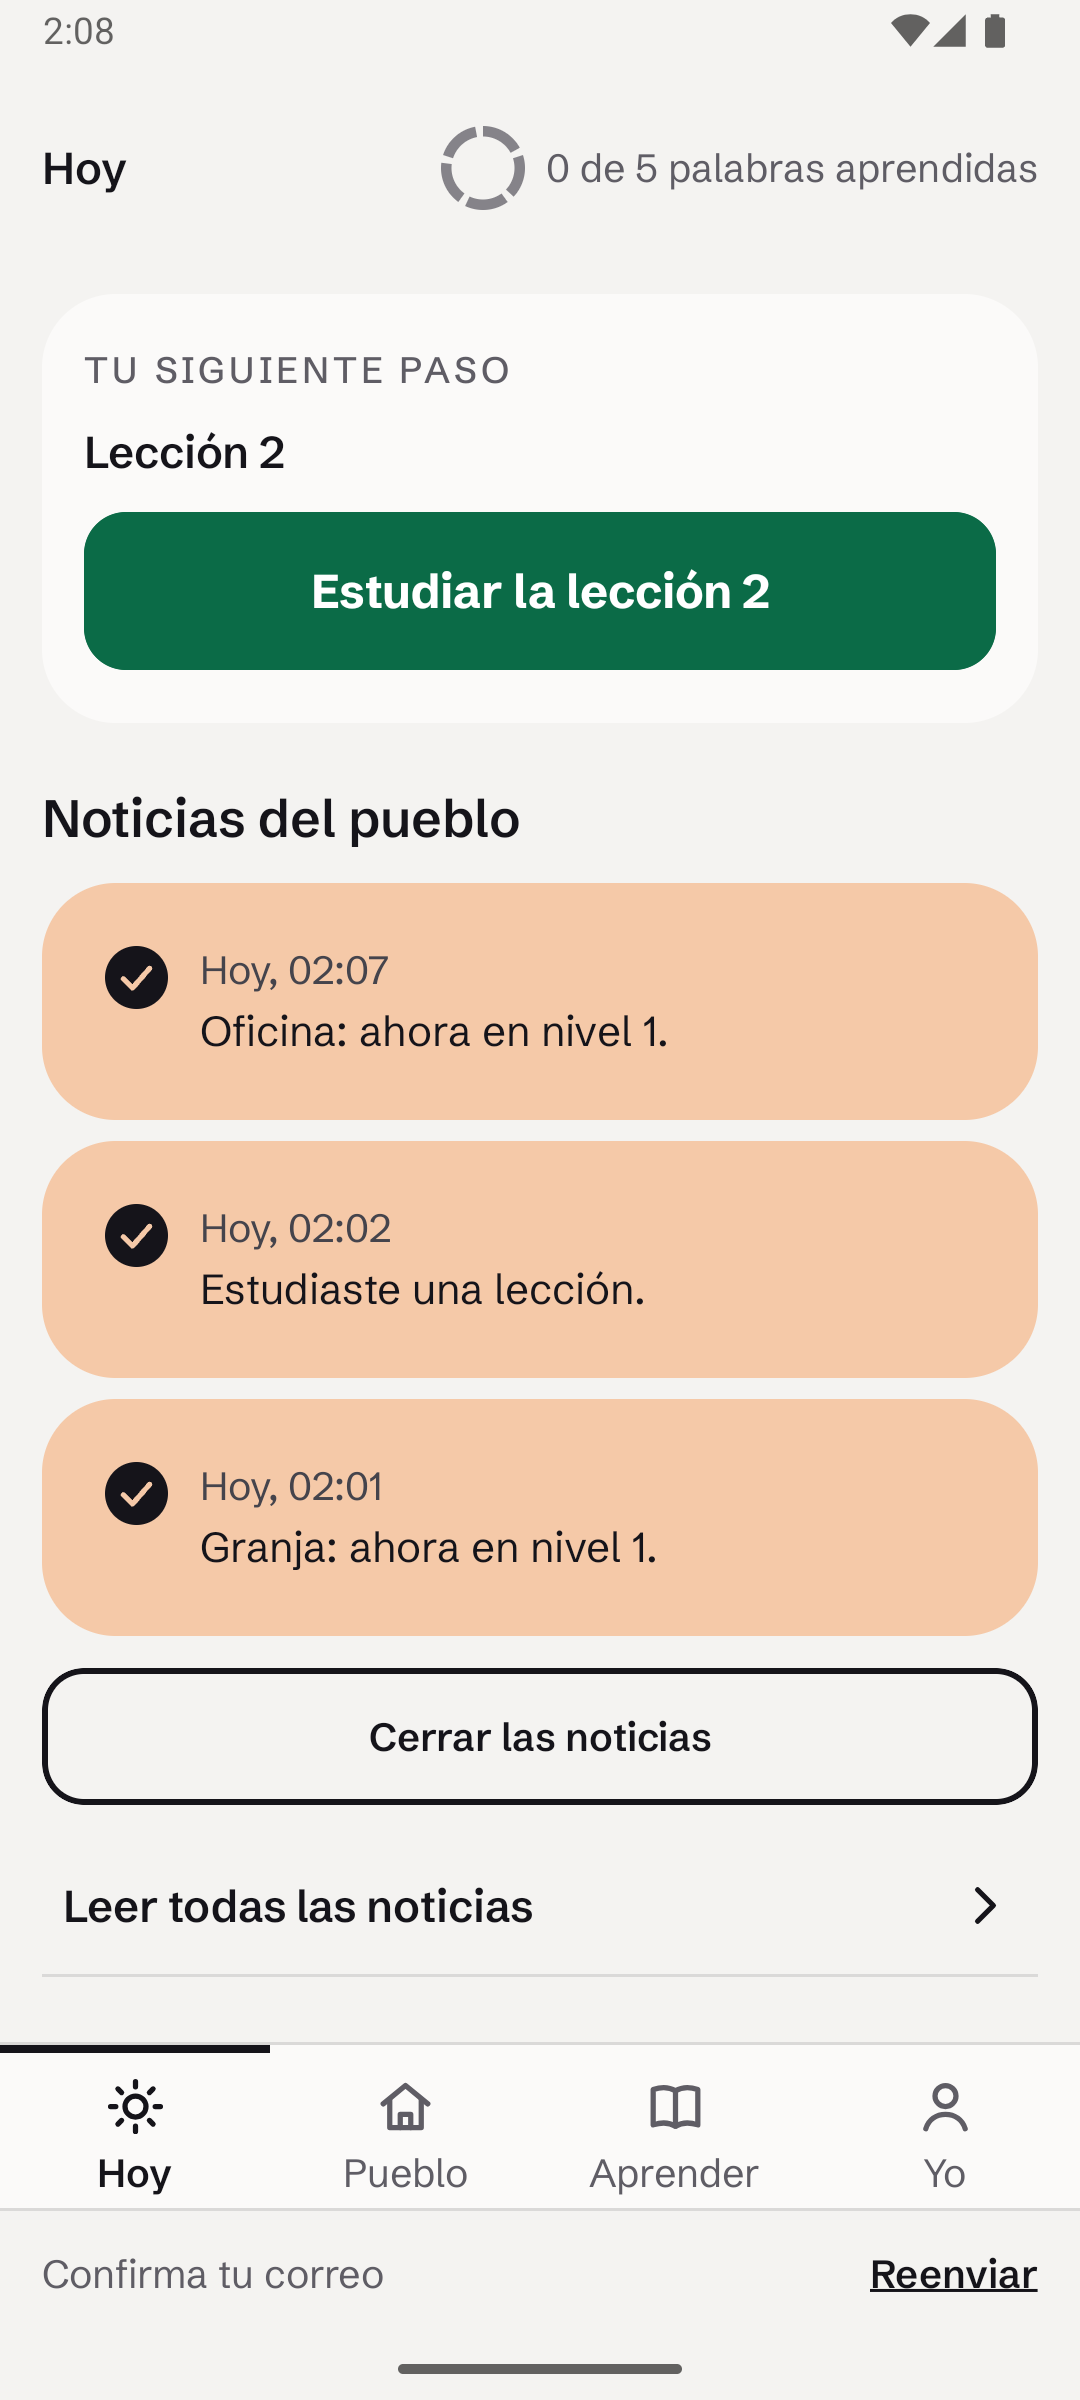 2:08
Hoy
0 de 5 palabras aprendidas
TU SIGUIENTE PASO
Lección 2
Estudiar la lección 2
Noticias del pueblo
Hoy, 02:07
Oficina: ahora en nivel 1.
Hoy, 02:02
Estudiaste una lección.
Hoy, 02:01
Granja: ahora en nivel 1.
Cerrar las noticias
Leer todas las noticias
Hoy
Pueblo
Aprender
Yo
Confirma tu correo
Reenviar